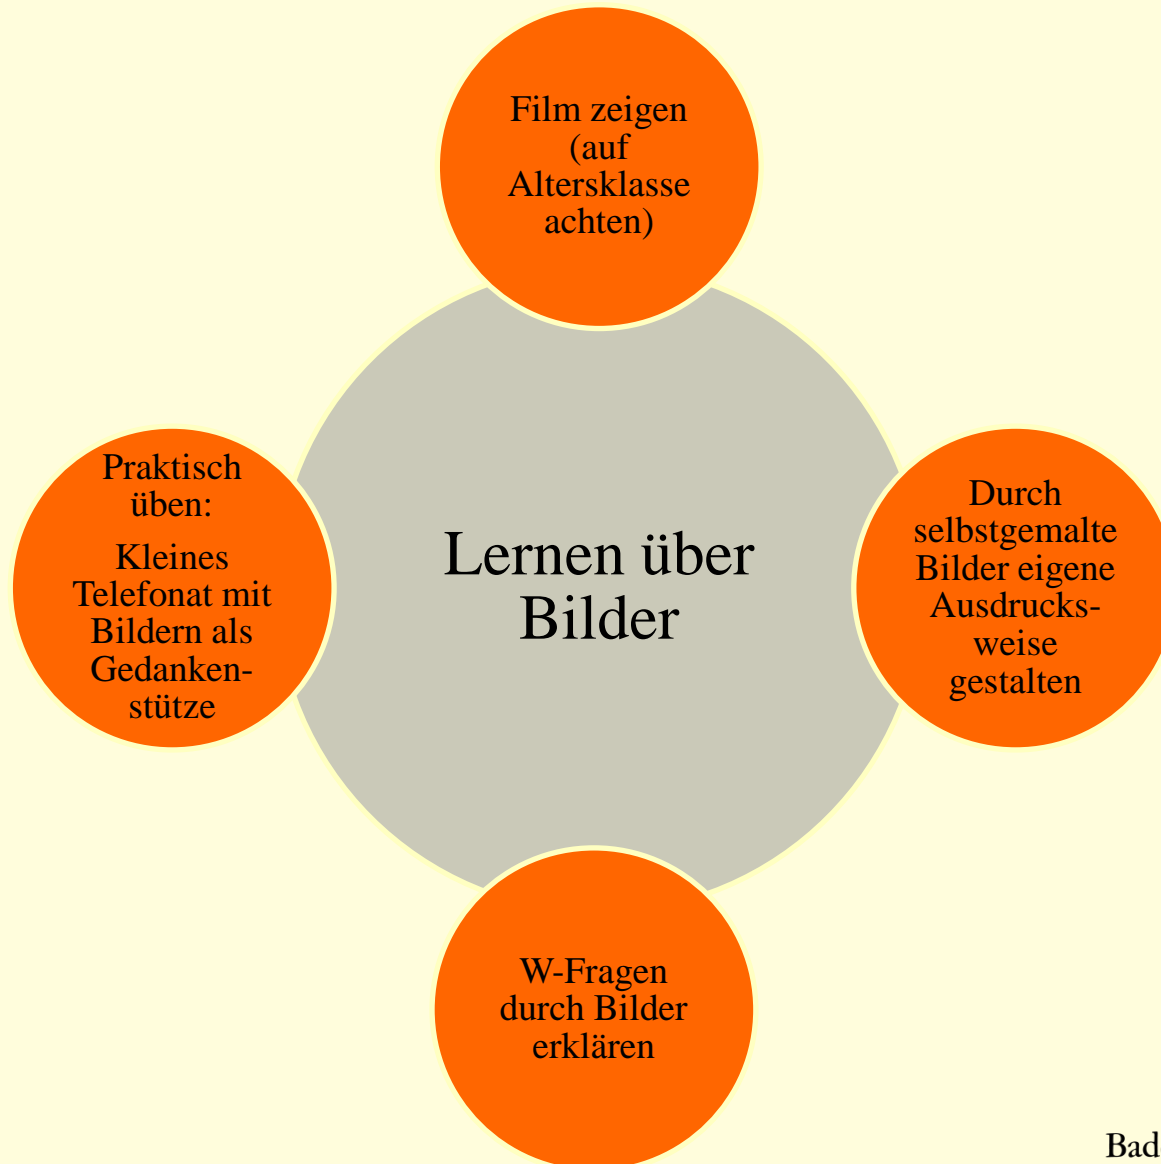 Film zeigen
(auf
Altersklasse
achten)
Praktisch
üben:
Kleines
Telefonat mit
Bildern als
Gedanken-
stütze
Lernen über
Bilder
Durch
selbstgemalte
Bilder eigene
Ausdrucks-
weise
gestalten
W-Fragen
durch Bilder
erklären
Bad